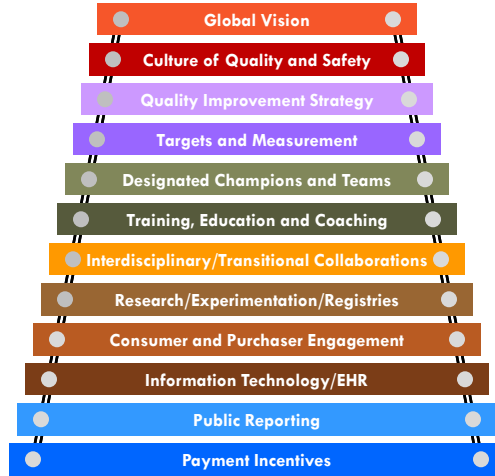 Global Vision
Culture of Quality and Safety
Quality Improvement Strategy
Targets and Measurement
Designated Champions and Teams
Training, Education and Coaching
Interdisciplinary/Transitional Collaborations
Research/Experimentation/Registries
Consumer and Purchaser Engagement
Information Technology/EHR
Public Reporting
Payment Incentives